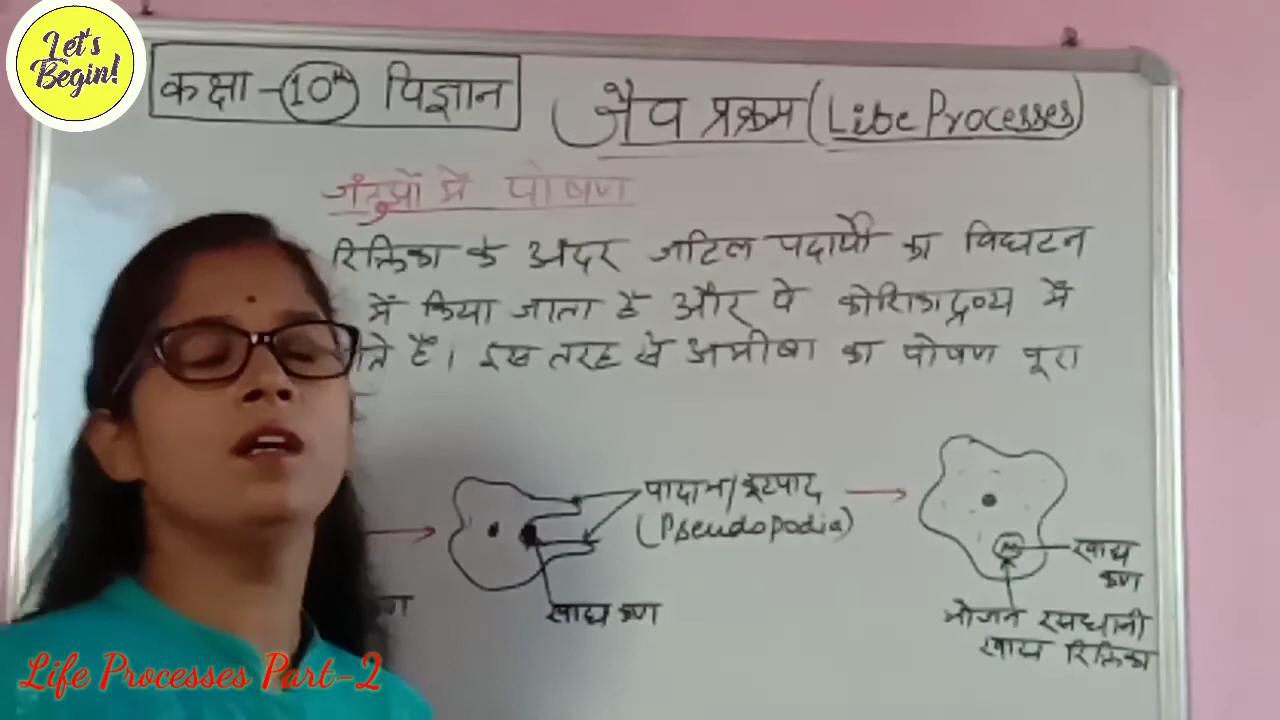 Let's
Begin!
कक्षा - 10th विज्ञान
जैव प्रक्रम (Life Processes)
जंतुओं में पोषण
रिक्तिका के अंदर जटिल पदार्थों का विघटन
में किया जाता है और वे कोशिकाद्रव्य में
है। इस तरह से अमीबा का पोषण पूरा
पादाभ/कूटपाद
(Pseudopodia)
खाद्य कण
खाद्य
कण
भोजन रसधानी
खाद्य रिक्तिका
Life Processes Part-2